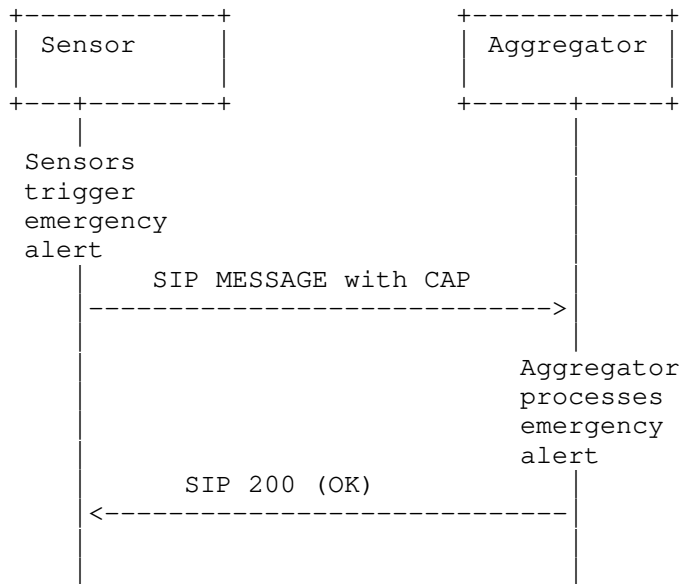 Sensor
Aggregator
Sensors
trigger
emergency
alert
SIP MESSAGE with CAP
Aggregator
processes
emergency
alert
SIP 200 (OK)